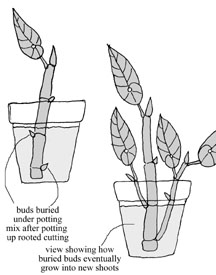 buds buried
under potting
mix after potting
up rooted cutting
view showing how
buried buds eventually
grow into new shoots